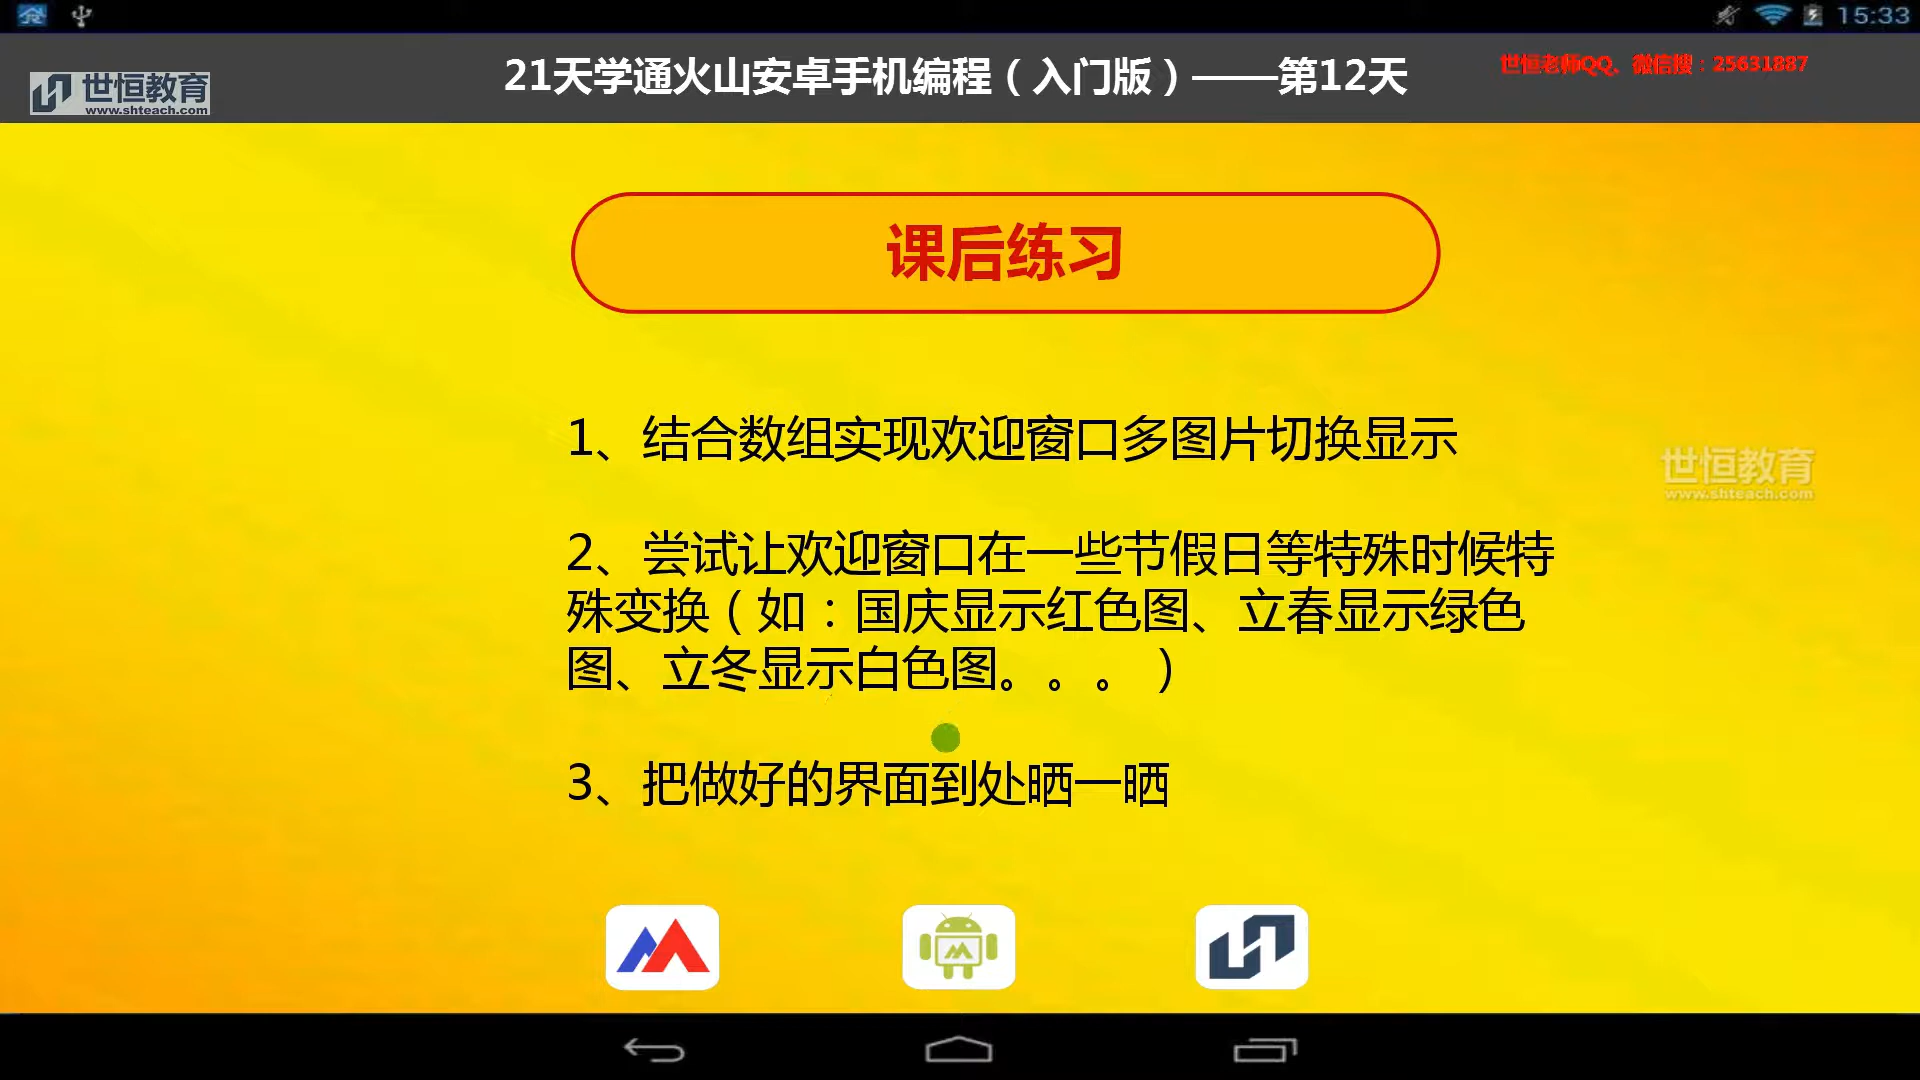 15:33
世恒教育
www.shteach.com
21天学通火山安卓手机编程（入门版）——第12天
世恒老师QQ、微信搜：25631887
课后练习
1、结合数组实现欢迎窗口多图片切换显示
世恒教育
www.shteach.com
2、尝试让欢迎窗口在一些节假日等特殊时候特
殊变换（如：国庆显示红色图、立春显示绿色
图、立冬显示白色图。。。）
3、把做好的界面到处晒一晒